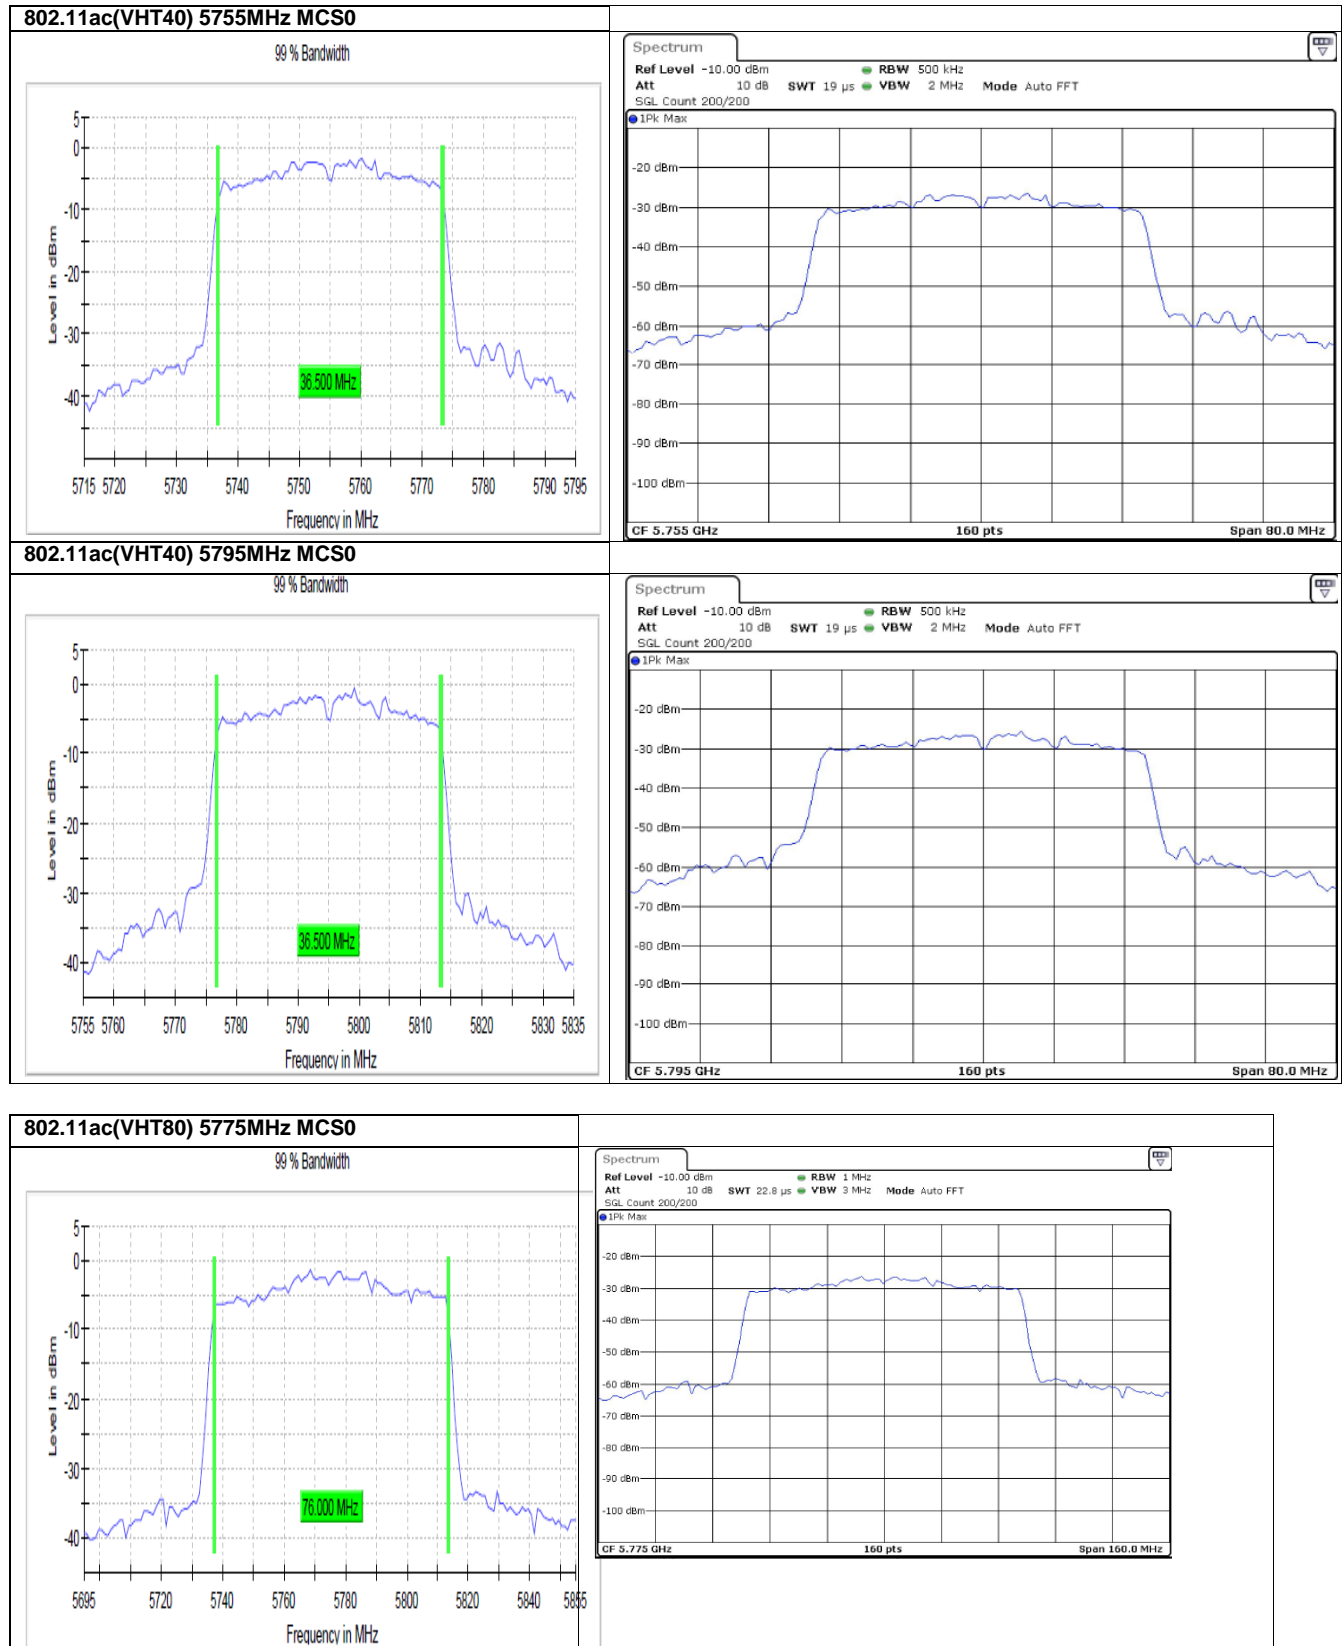 802.11ac(VHT40) 5755MHz MCS0
99 % Bandwidth
5
0
-10
-20
-30
-40
Level in dBm
36.500 MHz
5715 5720 5730 5740 5750 5760 5770 5780 5790 5795
Frequency in MHz
Spectrum
Ref Level -10.00 dBm RBW 500 kHz
Att 10 dB SWT 19 µs VBW 2 MHz Mode Auto FFT
SGL Count 200/200
1Pk Max
-20 dBm
-30 dBm
-40 dBm
-50 dBm
-60 dBm
-70 dBm
-80 dBm
-90 dBm
-100 dBm
CF 5.755 GHz 160 pts Span 80.0 MHz
802.11ac(VHT40) 5795MHz MCS0
99 % Bandwidth
5
0
-10
-20
-30
-40
Level in dBm
36.500 MHz
5755 5760 5770 5780 5790 5800 5810 5820 5830 5835
Frequency in MHz
Spectrum
Ref Level -10.00 dBm RBW 500 kHz
Att 10 dB SWT 19 µs VBW 2 MHz Mode Auto FFT
SGL Count 200/200
1Pk Max
-20 dBm
-30 dBm
-40 dBm
-50 dBm
-60 dBm
-70 dBm
-80 dBm
-90 dBm
-100 dBm
CF 5.795 GHz 160 pts Span 80.0 MHz
802.11ac(VHT80) 5775MHz MCS0
99 % Bandwidth
5
0
-10
-20
-30
-40
Level in dBm
76.000 MHz
5695 5720 5740 5760 5780 5800 5820 5840 5855
Frequency in MHz
Spectrum
Ref Level -10.00 dBm RBW 1 MHz
Att 10 dB SWT 22.8 µs VBW 3 MHz Mode Auto FFT
SGL Count 200/200
1Pk Max
-20 dBm
-30 dBm
-40 dBm
-50 dBm
-60 dBm
-70 dBm
-80 dBm
-90 dBm
-100 dBm
CF 5.775 GHz 160 pts Span 160.0 MHz